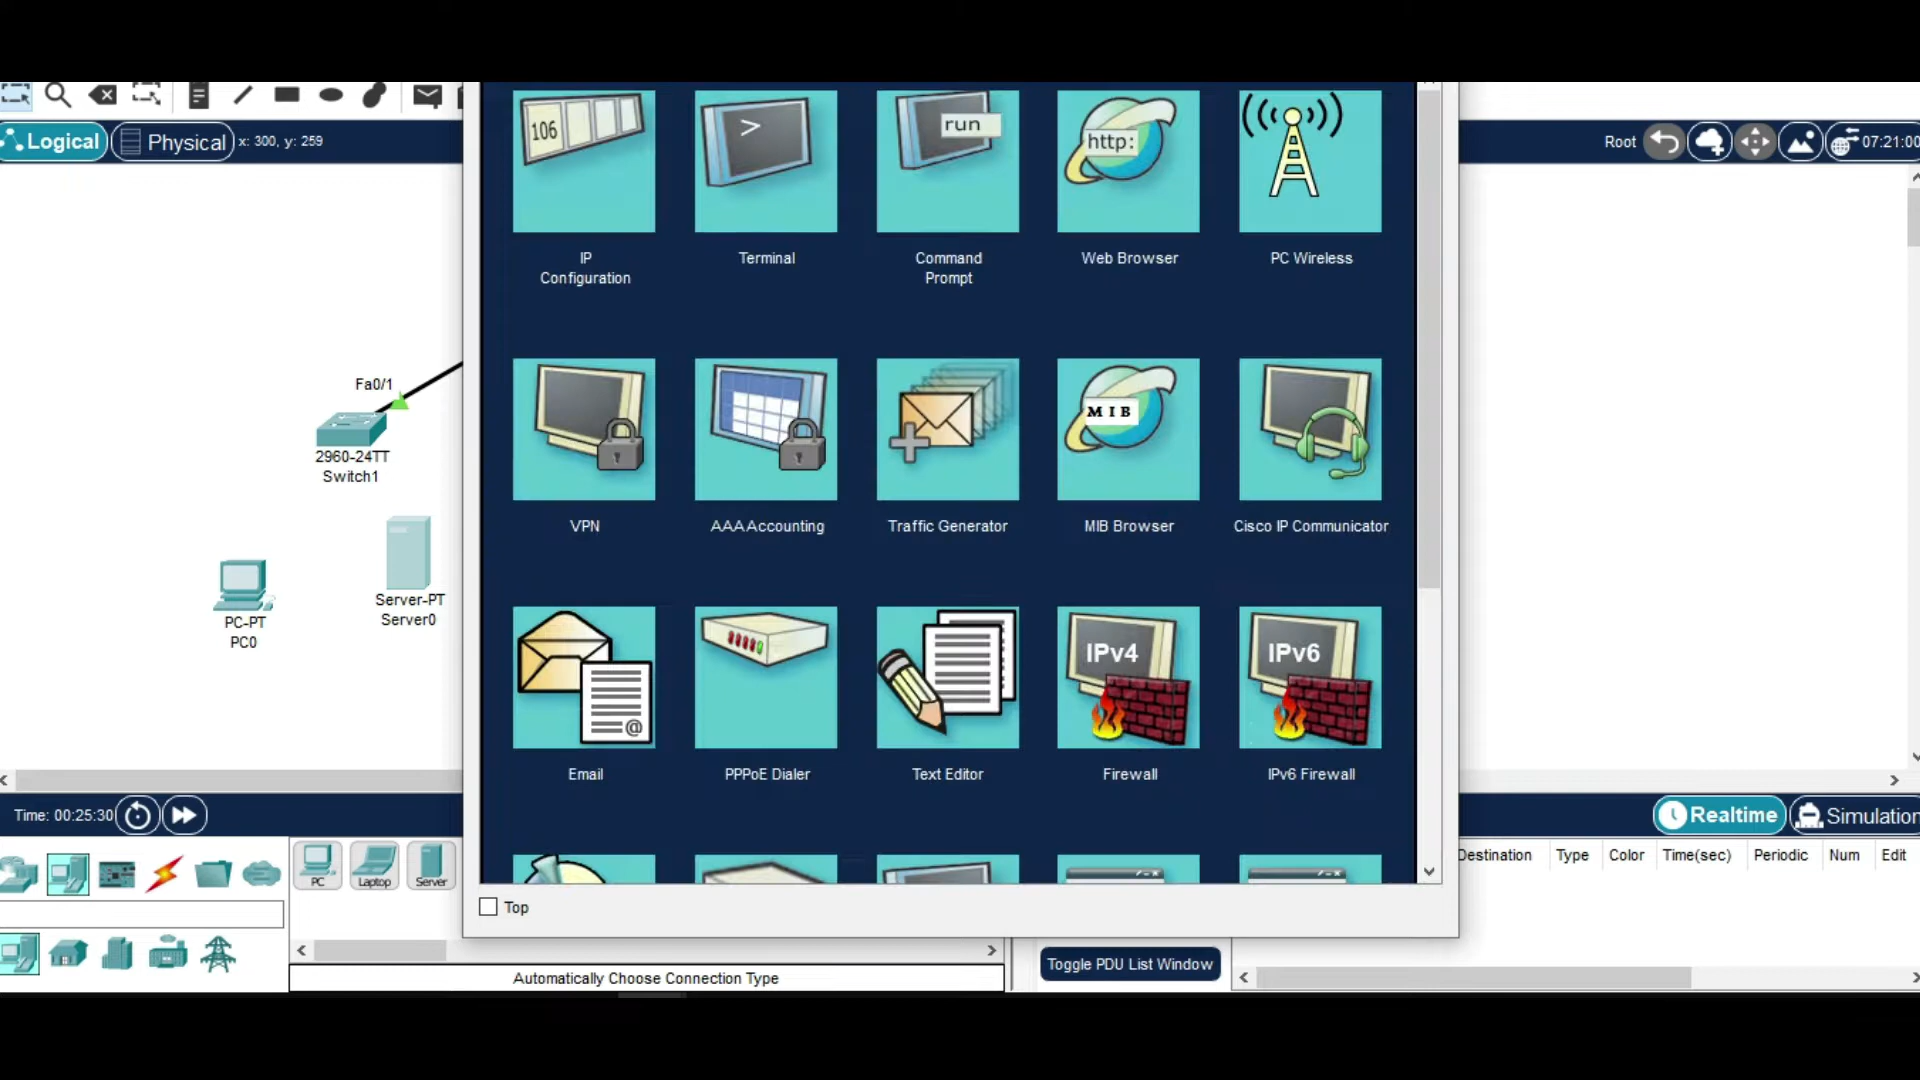 Logical
Physical
x: 300, y: 259
Root
07:21:00
106
>
run
http:
IP
Configuration
Terminal
Command
Prompt
Web Browser
PC Wireless
Fa0/1
2960-24TT
Switch1
MIB
VPN
AAA Accounting
Traffic Generator
MIB Browser
Cisco IP Communicator
Server-PT
Server0
PC-PT
PC0
IPv4
IPv6
@
Email
PPPoE Dialer
Text Editor
Firewall
IPv6 Firewall
Time: 00:25:30
Realtime
Simulation
PC
Laptop
Server
Destination
Type
Color
Time(sec)
Periodic
Num
Edit
Top
Toggle PDU List Window
Automatically Choose Connection Type